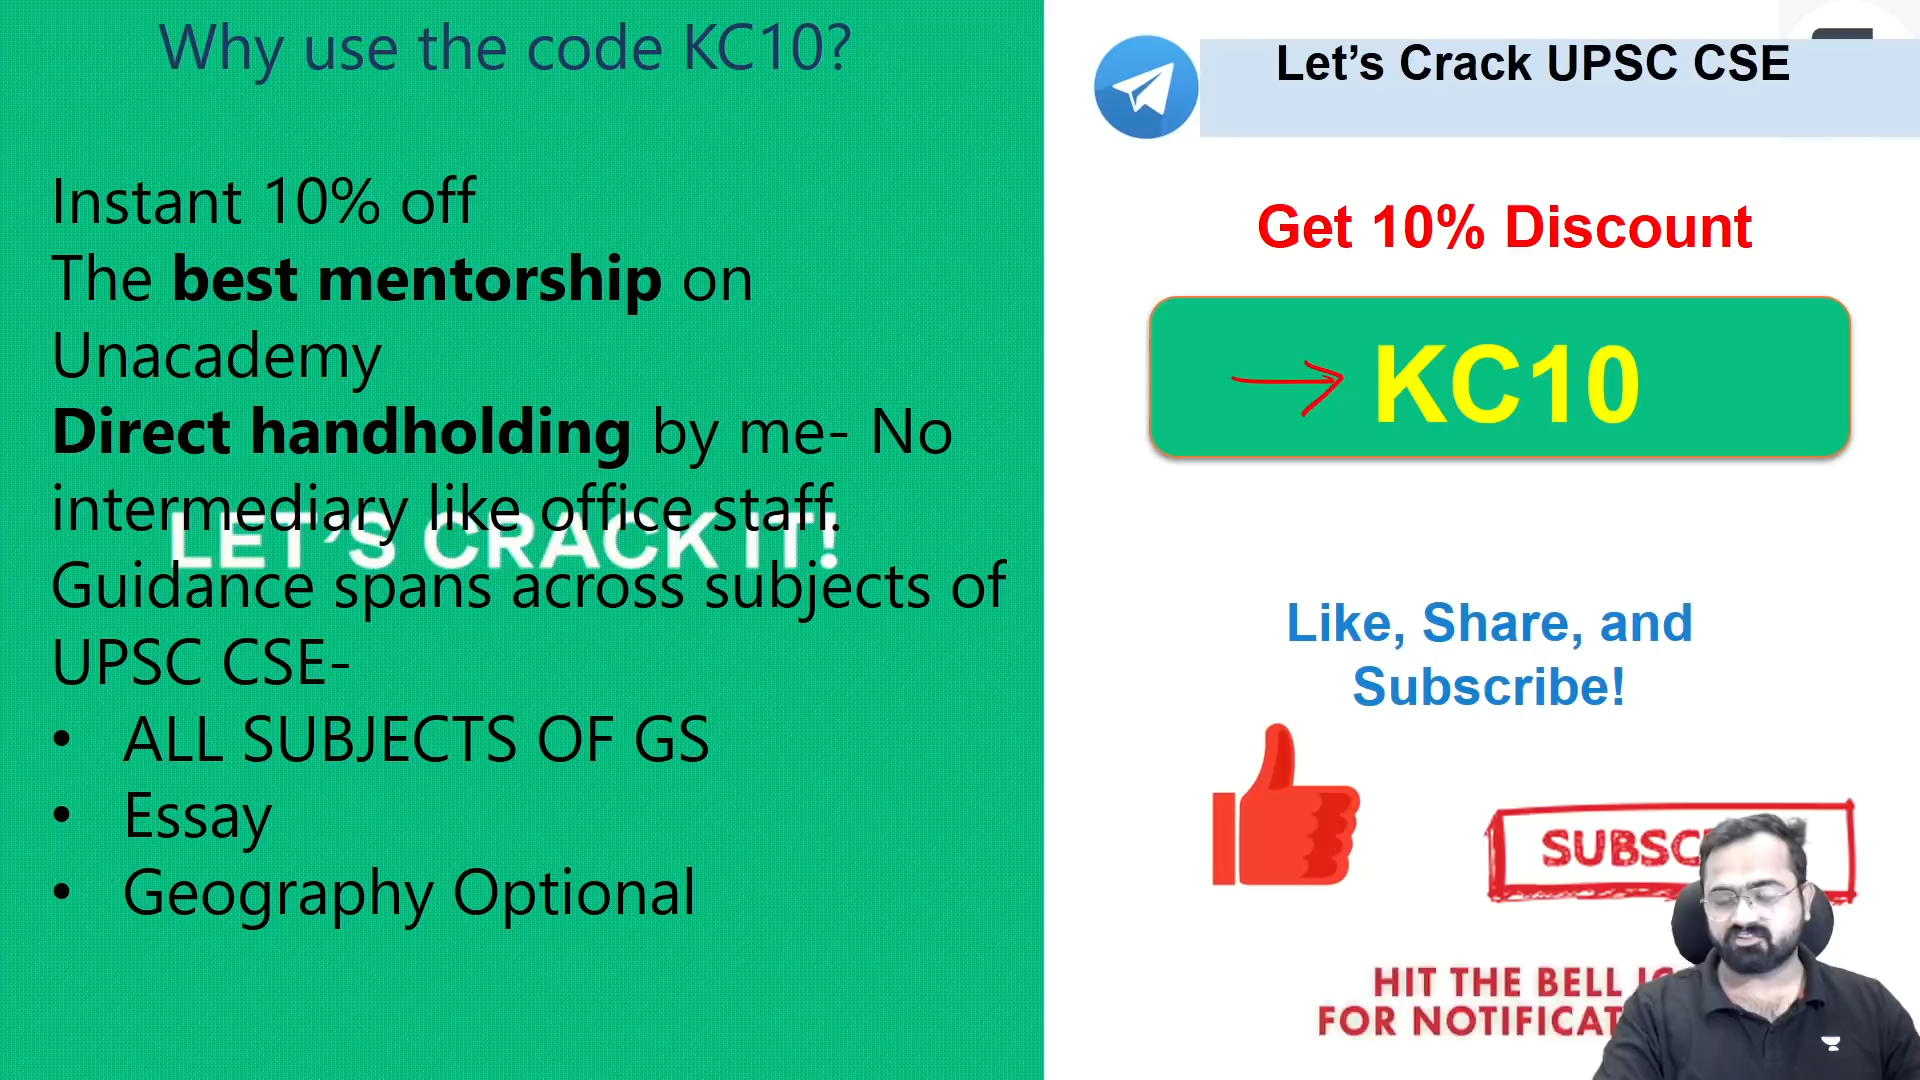 Why use the code KC10?
Instant 10% off
The best mentorship on
Unacademy
Direct handholding by me- No
intermediary like office staff.
LET'S CRACK IT!
Guidance spans across subjects of
UPSC CSE-
• ALL SUBJECTS OF GS
• Essay
• Geography Optional
Let’s Crack UPSC CSE
Get 10% Discount
KC10
Like, Share, and
Subscribe!
HIT THE BELL
FOR